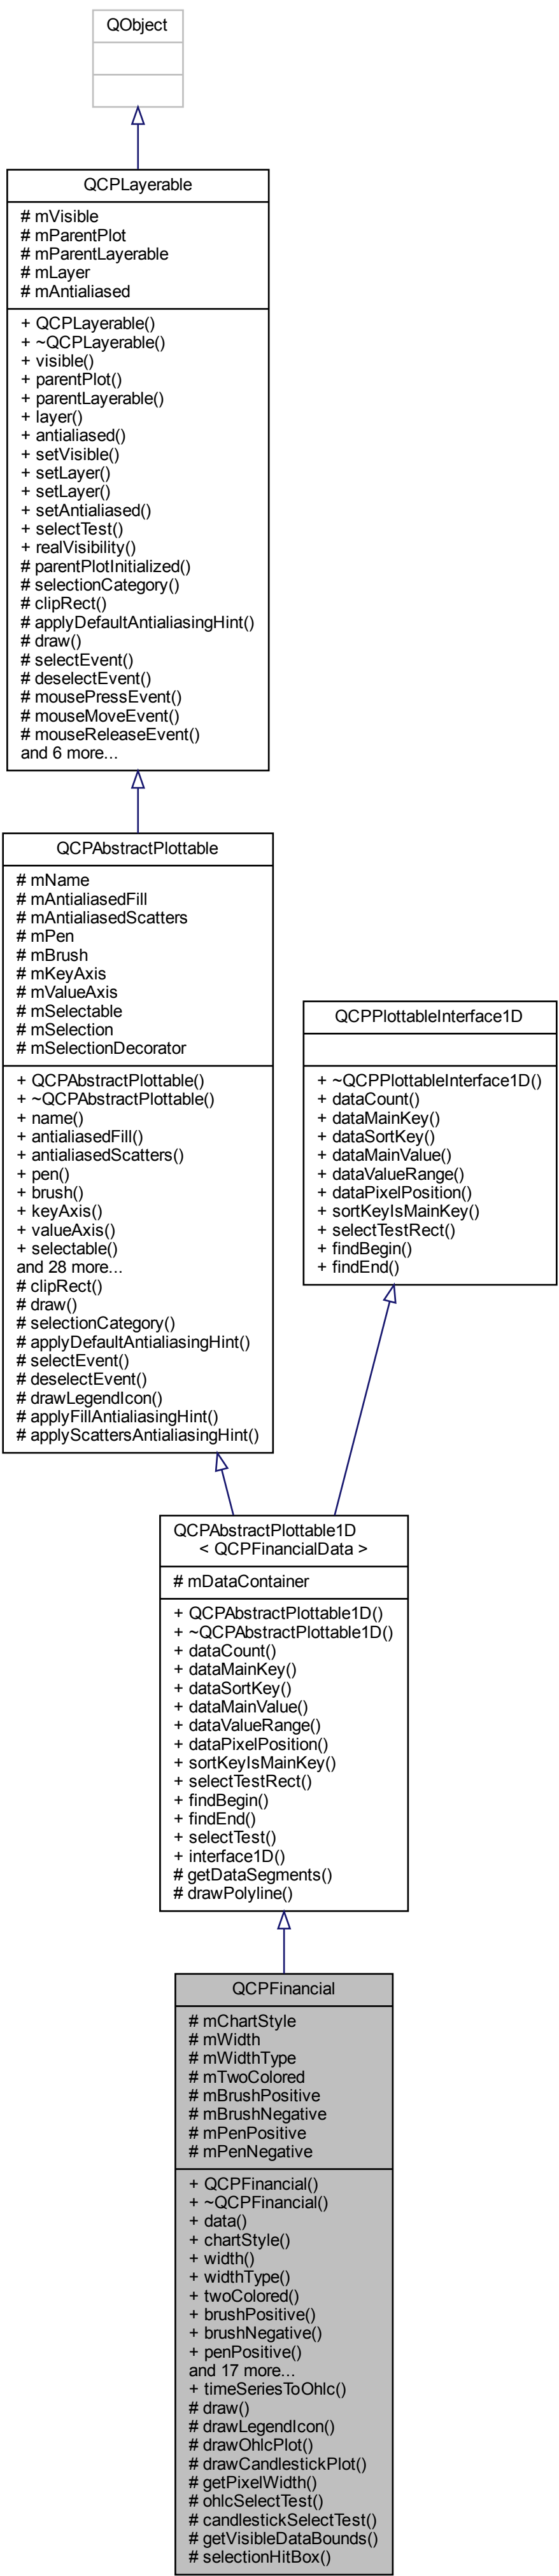 QObject
QCPLayerable
# mVisible
# mParentPlot
# mParentLayerable
# mLayer
# mAntialiased
+ QCPLayerable()
+ ~QCPLayerable()
+ visible()
+ parentPlot()
+ parentLayerable()
+ layer()
+ antialiased()
+ setVisible()
+ setLayer()
+ setLayer()
+ setAntialiased()
+ selectTest()
+ realVisibility()
# parentPlotInitialized()
# selectionCategory()
# clipRect()
# applyDefaultAntialiasingHint()
# draw()
# selectEvent()
# deselectEvent()
# mousePressEvent()
# mouseMoveEvent()
# mouseReleaseEvent()
and 6 more...
QCPAbstractPlottable
# mName
# mAntialiasedFill
# mAntialiasedScatters
# mPen
# mBrush
# mKeyAxis
# mValueAxis
# mSelectable
# mSelection
# mSelectionDecorator
+ QCPAbstractPlottable()
+ ~QCPAbstractPlottable()
+ name()
+ antialiasedFill()
+ antialiasedScatters()
+ pen()
+ brush()
+ keyAxis()
+ valueAxis()
+ selectable()
and 28 more...
# clipRect()
# draw()
# selectionCategory()
# applyDefaultAntialiasingHint()
# selectEvent()
# deselectEvent()
# drawLegendIcon()
# applyFillAntialiasingHint()
# applyScattersAntialiasingHint()
QCPPlottableInterface1D
+ ~QCPPlottableInterface1D()
+ dataCount()
+ dataMainKey()
+ dataSortKey()
+ dataMainValue()
+ dataValueRange()
+ dataPixelPosition()
+ sortKeyIsMainKey()
+ selectTestRect()
+ findBegin()
+ findEnd()
QCPAbstractPlottable1D
< QCPFinancialData >
# mDataContainer
+ QCPAbstractPlottable1D()
+ ~QCPAbstractPlottable1D()
+ dataCount()
+ dataMainKey()
+ dataSortKey()
+ dataMainValue()
+ dataValueRange()
+ dataPixelPosition()
+ sortKeyIsMainKey()
+ selectTestRect()
+ findBegin()
+ findEnd()
+ selectTest()
+ interface1D()
# getDataSegments()
# drawPolyline()
QCPFinancial
# mChartStyle
# mWidth
# mWidthType
# mTwoColored
# mBrushPositive
# mBrushNegative
# mPenPositive
# mPenNegative
+ QCPFinancial()
+ ~QCPFinancial()
+ data()
+ chartStyle()
+ width()
+ widthType()
+ twoColored()
+ brushPositive()
+ brushNegative()
+ penPositive()
and 17 more...
+ timeSeriesToOhlc()
# draw()
# drawLegendIcon()
# drawOhlcPlot()
# drawCandlestickPlot()
# getPixelWidth()
# ohlcSelectTest()
# candlestickSelectTest()
# getVisibleDataBounds()
# selectionHitBox()